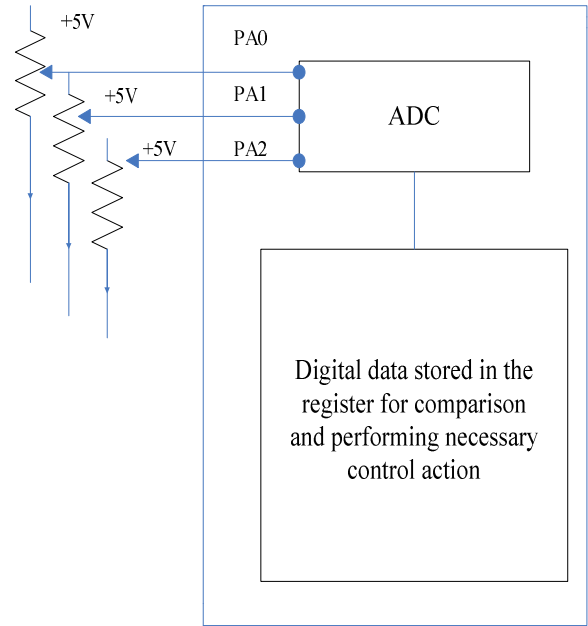 +5V
PA0
+5V
PA1
ADC
+5V
PA2
Digital data stored in the
register for comparison
and performing necessary
control action